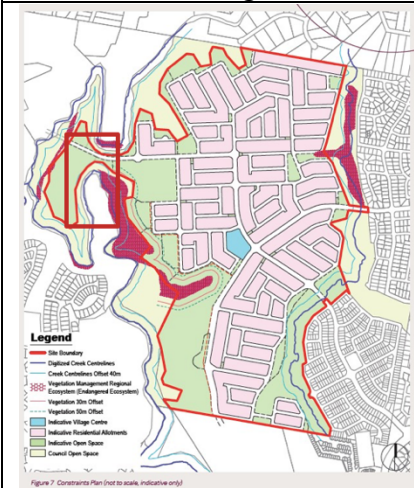 Legend
Site Boundary
Digitized Creek Centrelines
Creek Centrelines Offset 40m
Vegetation Management Regional
Ecosystem (Endangered Ecosystem)
Vegetation 30m Offset
Vegetation 50m Offset
Indicative Village Centre
Indicative Residential Allotments
Indicative Open Space
Council Open Space
Figure 7 Constraints Plan (not to scale, indicative only)